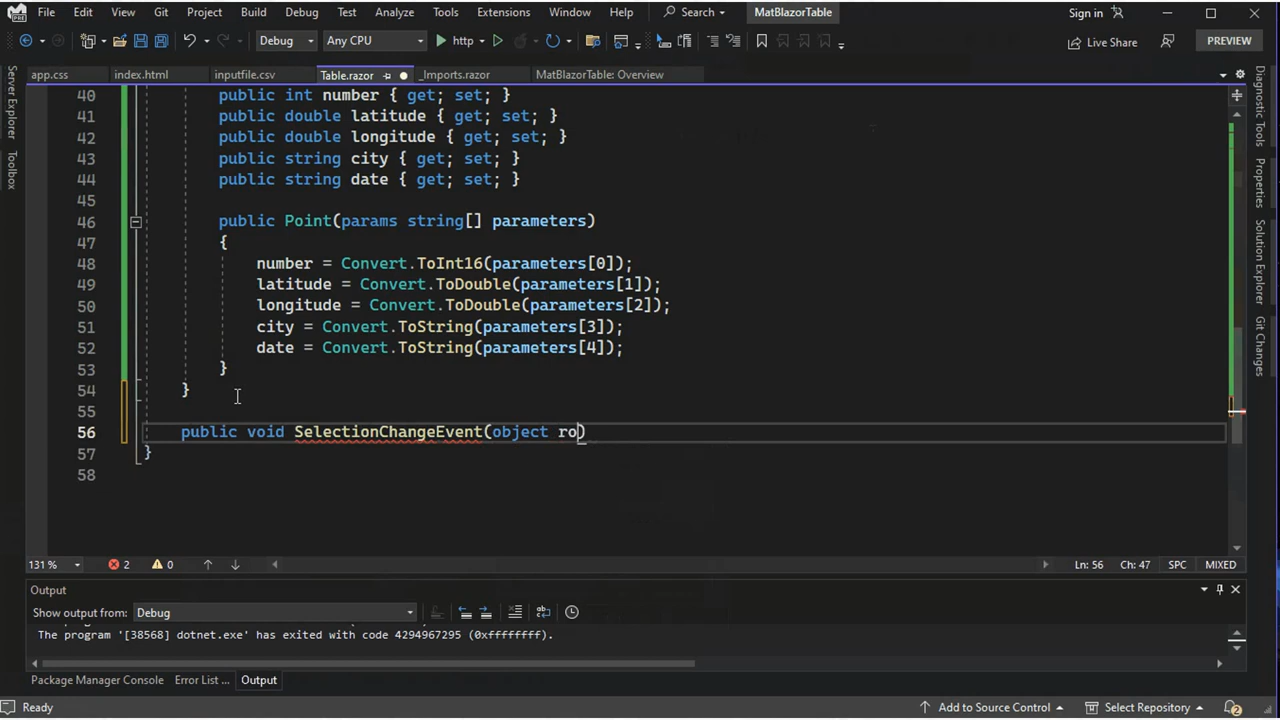 File Edit View Git Project Build Debug Test Analyze Tools Extensions Window Help Search MatBlazorTable Sign in
PRE Debug Any CPU http Live Share PREVIEW
app.css index.html inputfile.csv Table.razor _Imports.razor MatBlazorTable: Overview
Server Explorer
Toolbox
40 public int number { get; set; }
41 public double latitude { get; set; }
42 public double longitude { get; set; }
43 public string city { get; set; }
44 public string date { get; set; }
45
46 public Point(params string[] parameters)
47 {
48 number = Convert.ToInt16(parameters[0]);
49 latitude = Convert.ToDouble(parameters[1]);
50 longitude = Convert.ToDouble(parameters[2]);
51 city = Convert.ToString(parameters[3]);
52 date = Convert.ToString(parameters[4]);
53 }
54 }
55
56 public void SelectionChangeEvent(object ro)
57 }
58
Diagnostic Tools
Properties
Solution Explorer
Git Changes
131 % 2 0 Ln: 56 Ch: 47 SPC MIXED
Output
Show output from: Debug
The program '[38568] dotnet.exe' has exited with code 4294967295 (0xffffffff).
Package Manager Console Error List ... Output
Ready Add to Source Control Select Repository 2